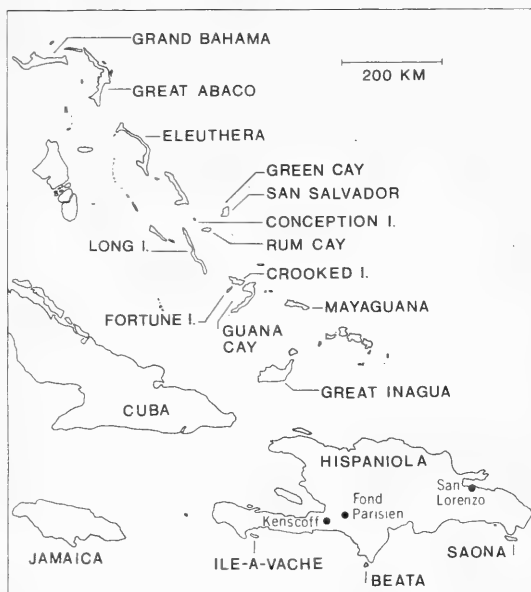 GRAND BAHAMA
200 KM
GREAT ABACO
ELEUTHERA
GREEN CAY
SAN SALVADOR
CONCEPTION I.
LONG I.
RUM CAY
CROOKED I.
FORTUNE I.
MAYAGUANA
GUANA
CAY
GREAT INAGUA
CUBA
HISPANIOLA
San
Lorenzo
Fond
Parisien
Kenscoff
JAMAICA
ILE-A-VACHE
SAONA
BEATA